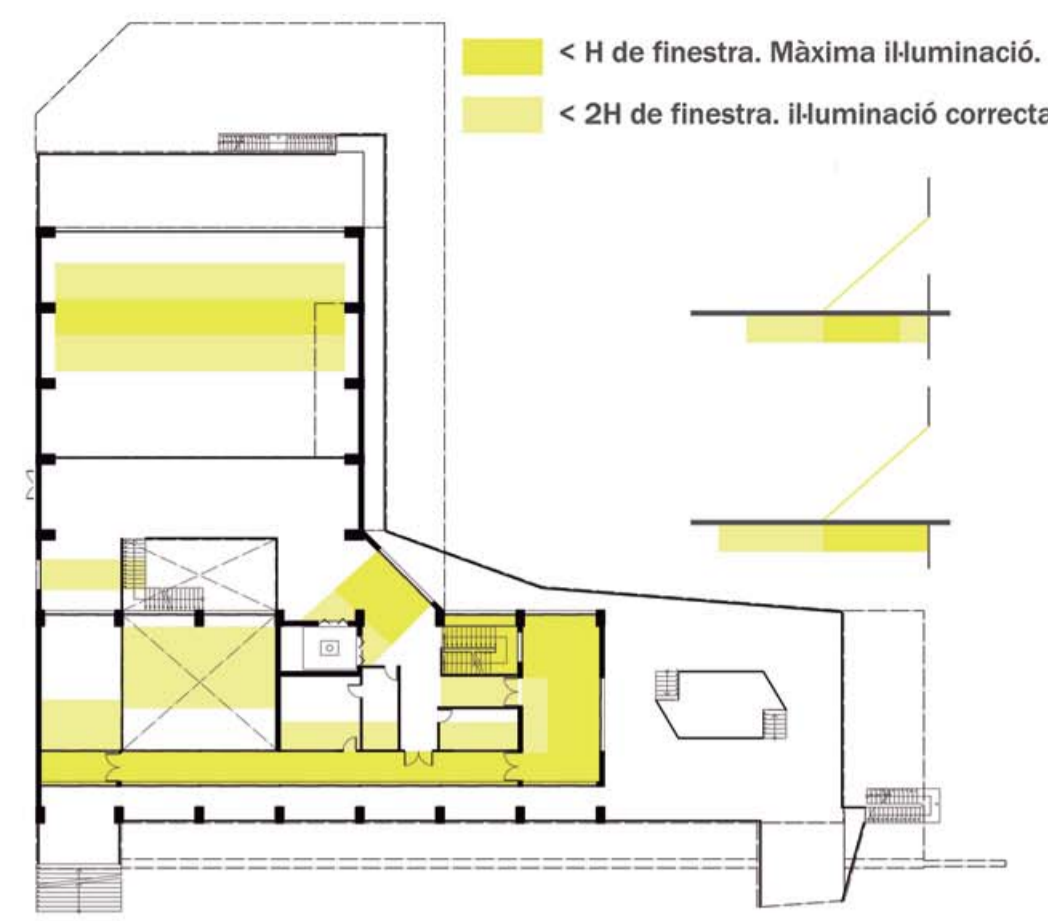 < H de finestra. Màxima il·luminació.
< 2H de finestra. il·luminació correcta